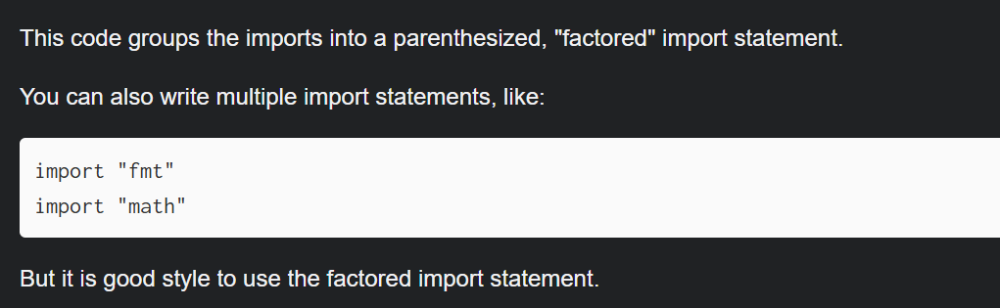 This code groups the imports into a parenthesized, "factored" import statement.
You can also write multiple import statements, like:
import "fmt"
import "math"
But it is good style to use the factored import statement.